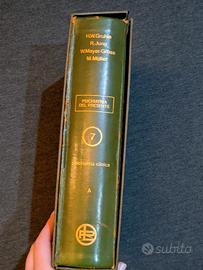 H.W.Gruhle
R.Jung
W.Mayer-Gross
M.Müller
PSICHIATRIA
DEL PRESENTE
7
Psichiatria clinica
A
subito